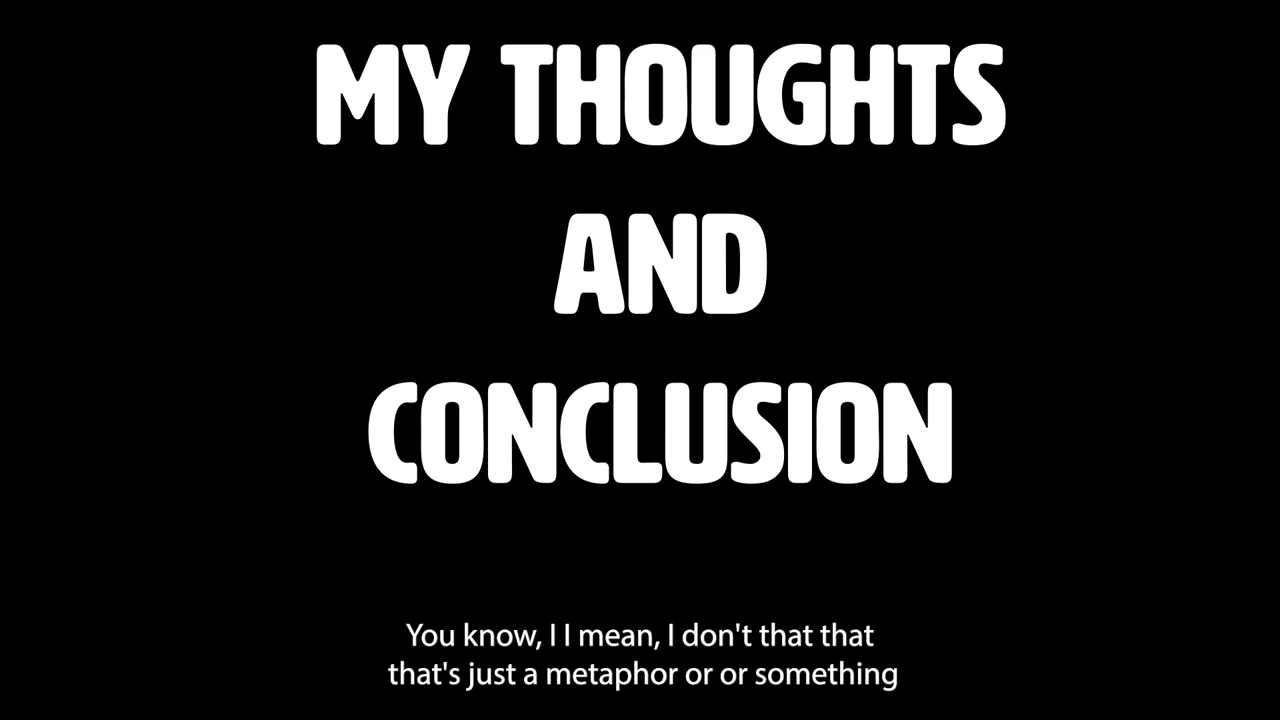 MY THOUGHTS
AND
CONCLUSION
You know, I I mean, I don't that that
that's just a metaphor or or something